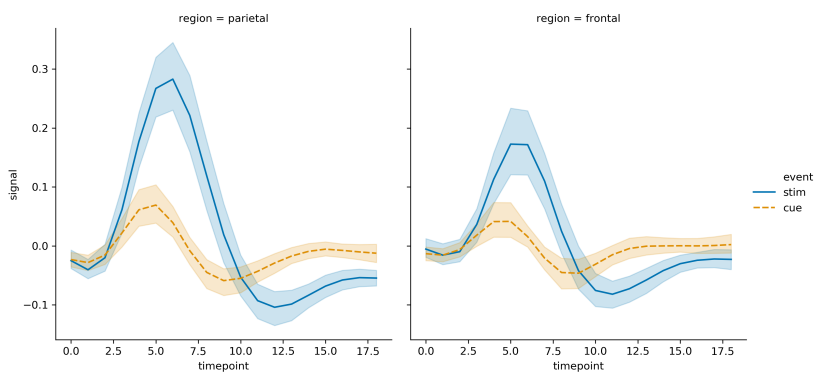 region = parietal
region = frontal
signal
0.3
0.2
0.1
0.0
−0.1
0.0 2.5 5.0 7.5 10.0 12.5 15.0 17.5
timepoint
0.0 2.5 5.0 7.5 10.0 12.5 15.0 17.5
timepoint
event
stim
cue